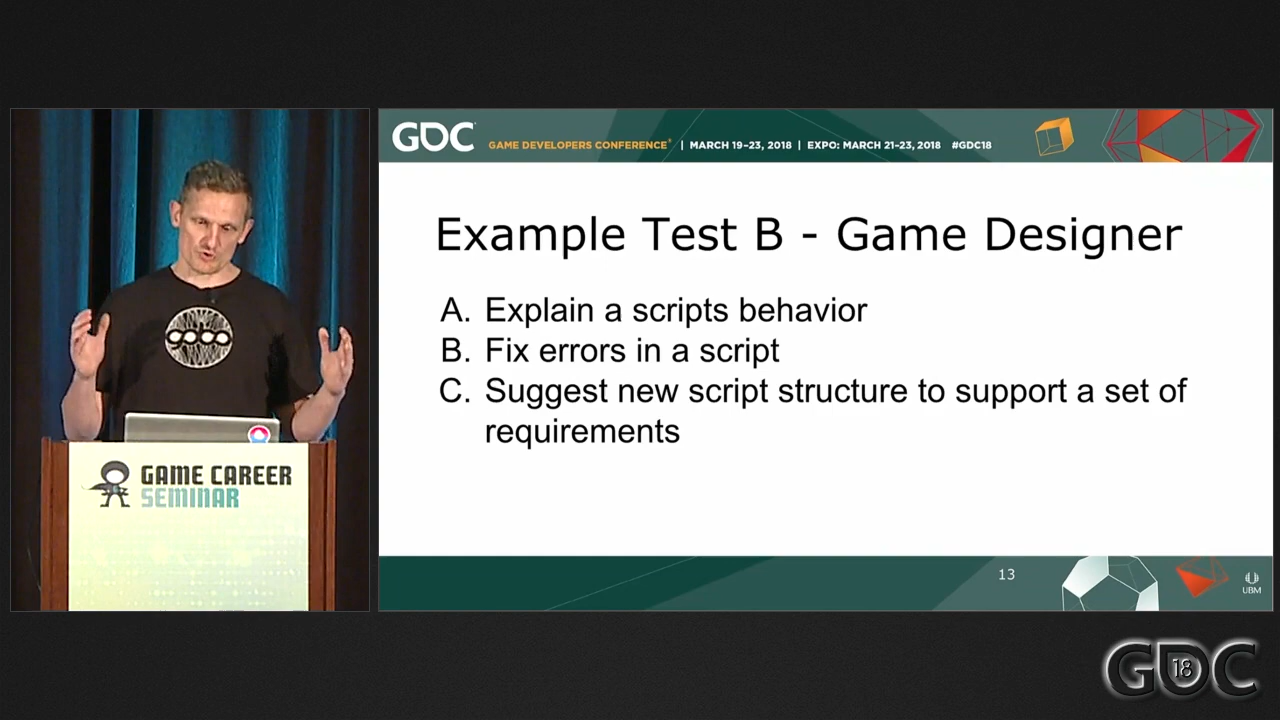 GDC
GAME DEVELOPERS CONFERENCE® | MARCH 19–23, 2018 | EXPO: MARCH 21–23, 2018 #GDC18
Example Test B - Game Designer
A. Explain a scripts behavior
B. Fix errors in a script
C. Suggest new script structure to support a set of
requirements
GAME CAREER
SEMINAR
13
UBM
GDC
18